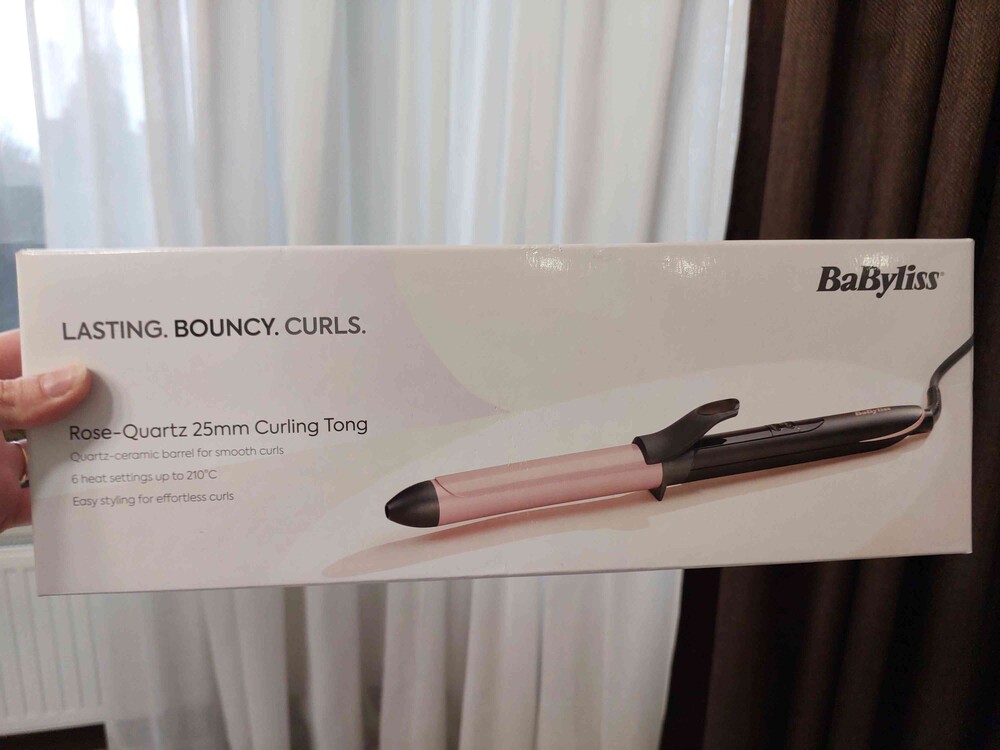 BaByliss
LASTING. BOUNCY. CURLS.
Rose-Quartz 25mm Curling Tong
Quartz-ceramic barrel for smooth curls
6 heat settings up to 210°C
Easy styling for effortless curls
BaByliss